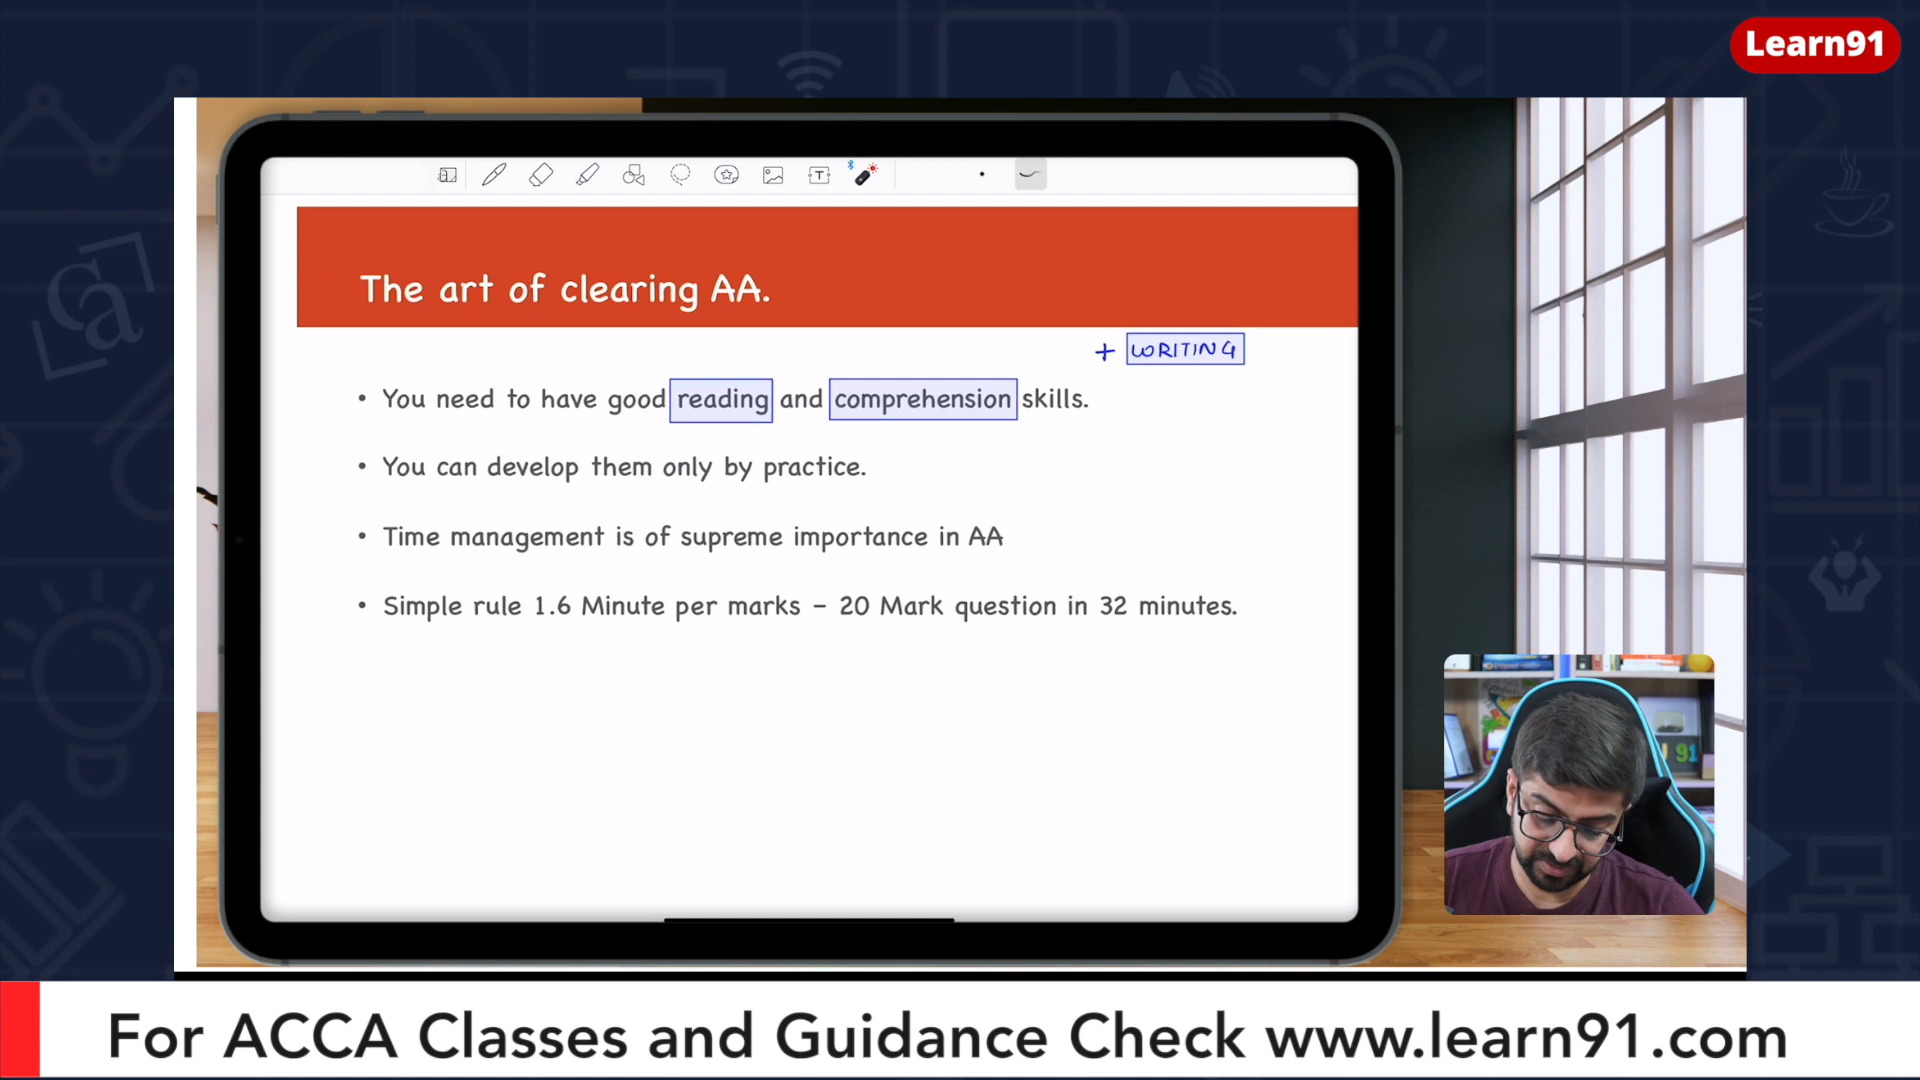 Learn91
The art of clearing AA.
+ WRITING
• You need to have good reading and comprehension skills.
• You can develop them only by practice.
• Time management is of supreme importance in AA
• Simple rule 1.6 Minute per marks – 20 Mark question in 32 minutes.
91
For ACCA Classes and Guidance Check www.learn91.com